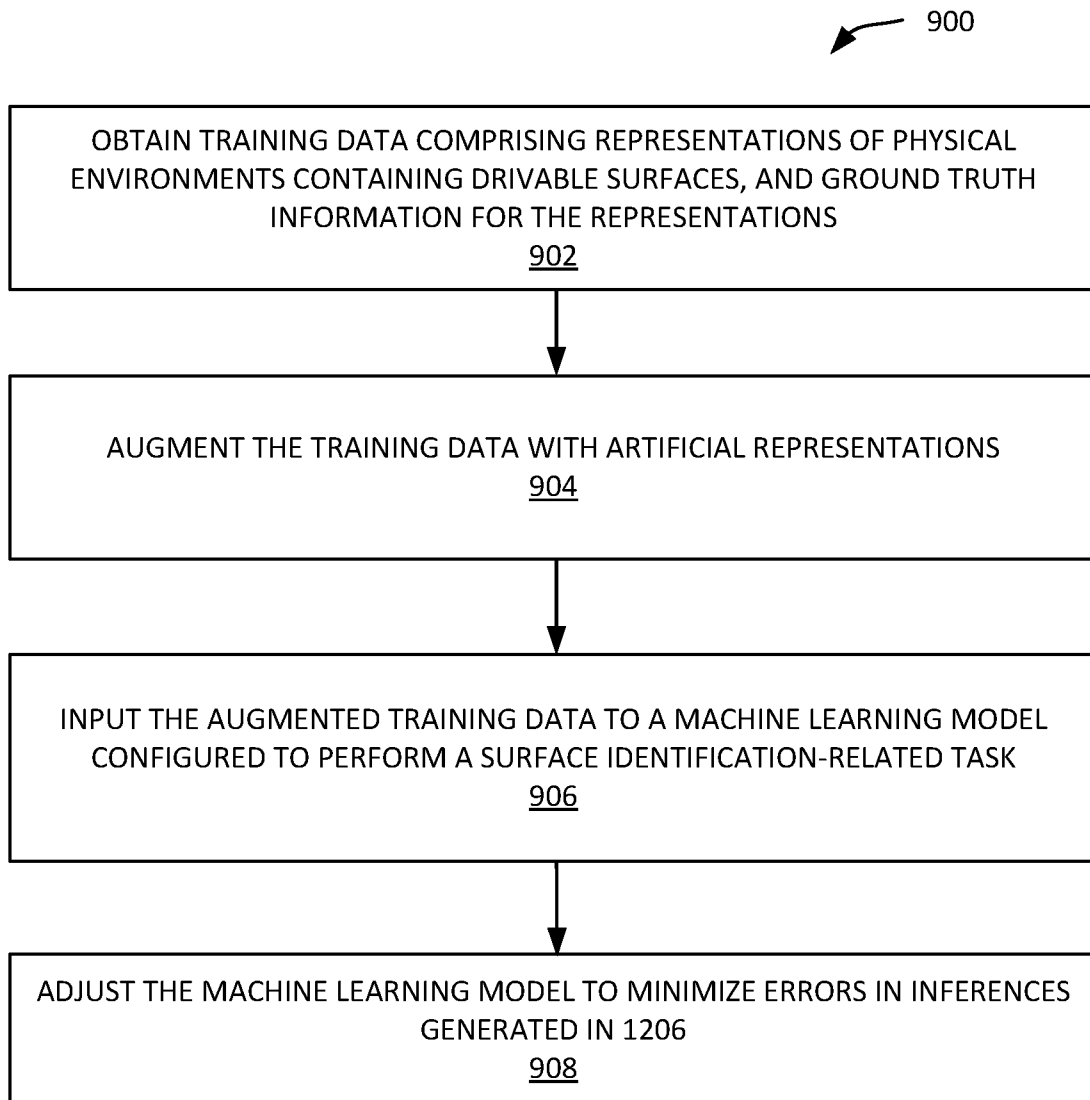 900
OBTAIN TRAINING DATA COMPRISING REPRESENTATIONS OF PHYSICAL
ENVIRONMENTS CONTAINING DRIVABLE SURFACES, AND GROUND TRUTH
INFORMATION FOR THE REPRESENTATIONS
902
AUGMENT THE TRAINING DATA WITH ARTIFICIAL REPRESENTATIONS
904
INPUT THE AUGMENTED TRAINING DATA TO A MACHINE LEARNING MODEL
CONFIGURED TO PERFORM A SURFACE IDENTIFICATION-RELATED TASK
906
ADJUST THE MACHINE LEARNING MODEL TO MINIMIZE ERRORS IN INFERENCES
GENERATED IN 1206
908